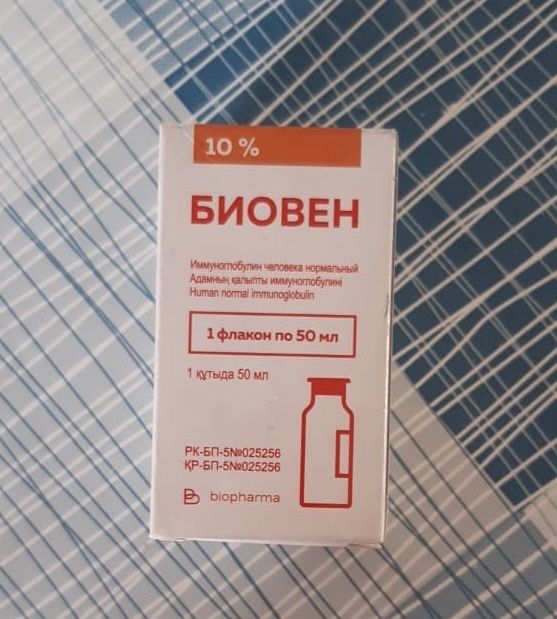 10 %
БИОВЕН
Иммуноглобулин человека нормальный
Адамның қалыпты иммуноглобулині
Human normal immunoglobulin
1 флакон по 50 мл
1 құтыда 50 мл
РК-БП-5№025256
ҚР-БП-5№025256
biopharma